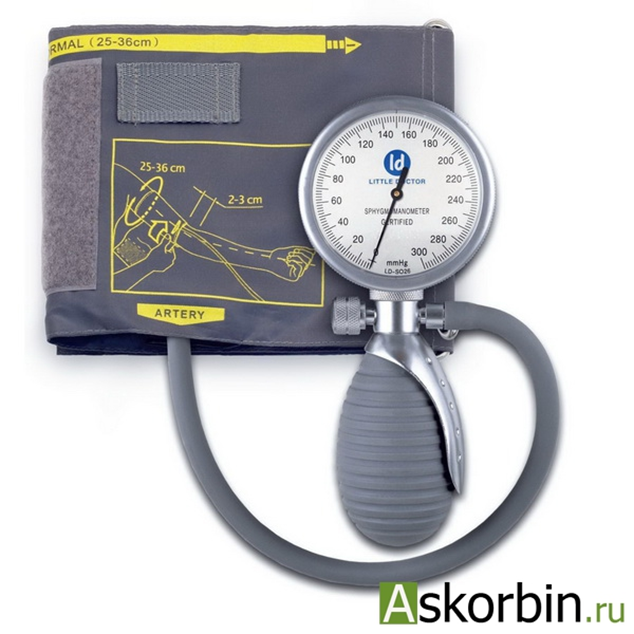 RMAL (25-36cm)
1
25-36 cm
2-3 cm
ARTERY
ld
LITTLE DOCTOR
SPHYGMOMANOMETER
CERTIFIED
20
40
60
80
100
120
140
160
180
200
220
240
260
300
mmHg
LD-SO26
Askorbin.ru